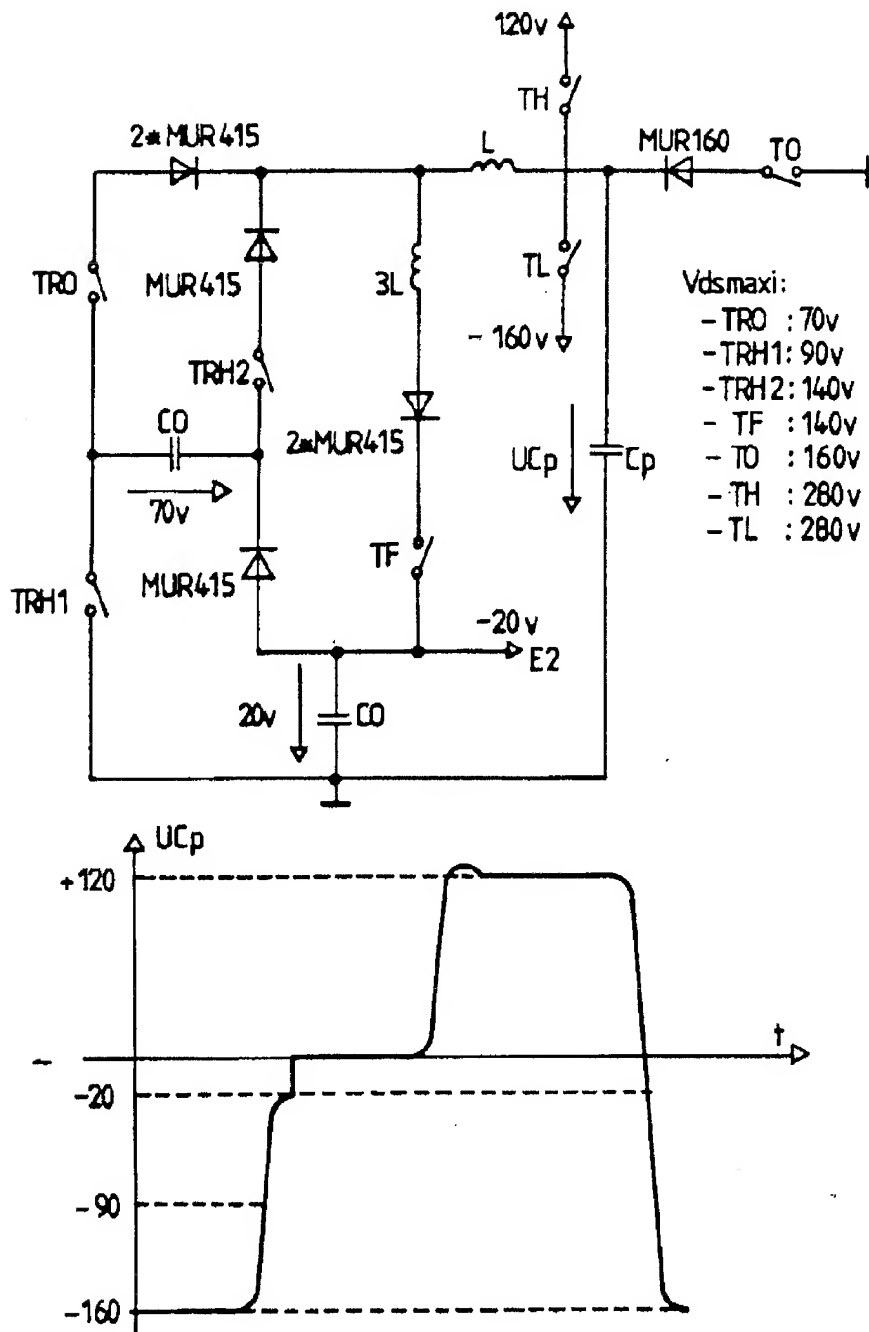 120v
TH
2*MUR415
L
MUR160
TO
TRO
MUR415
3L
TL
-160v
Vdsmaxi:
-TRO : 70v
-TRH1: 90v
-TRH2: 140v
- TF : 140v
- TO : 160v
- TH : 280v
- TL : 280v
TRH2
CO
70v
2*MUR415
UCp
Cp
TRH1
MUR415
TF
-20v
E2
20v
CO
UCp
+120
t
-20
-90
-160